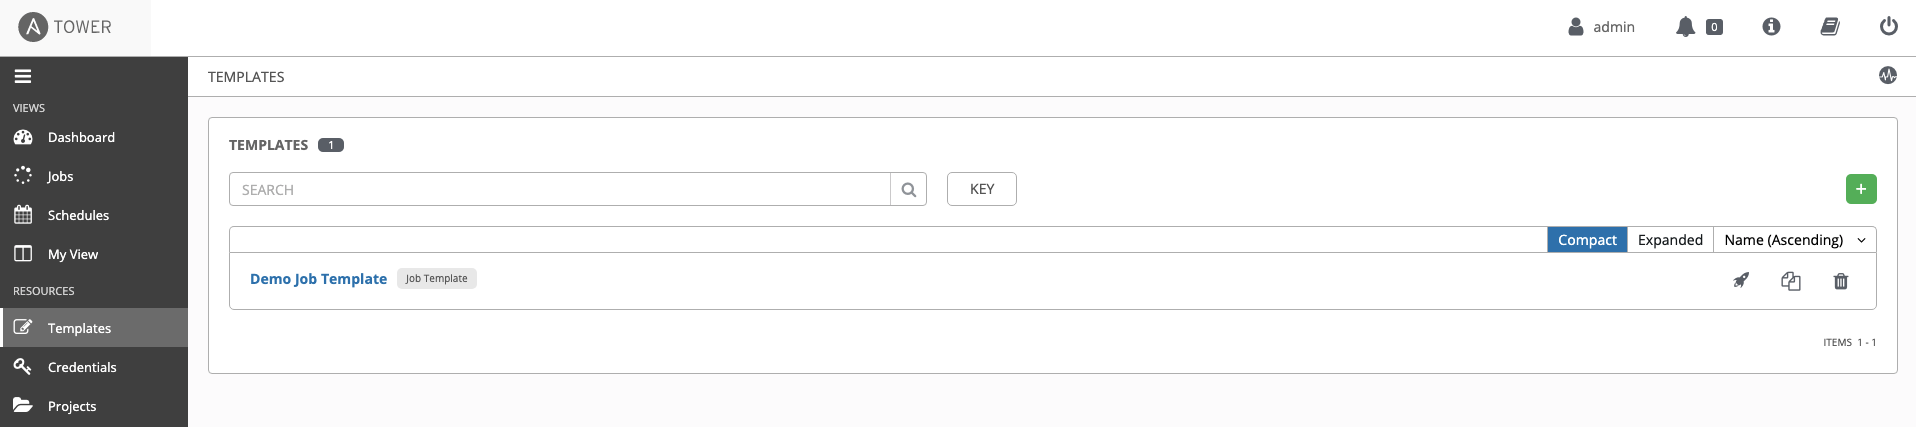 TOWER
admin
0
VIEWS
Dashboard
Jobs
Schedules
My View
RESOURCES
Templates
Credentials
Projects
TEMPLATES
TEMPLATES 1
SEARCH
KEY
+
Compact Expanded Name (Ascending)
Demo Job Template Job Template
ITEMS 1 - 1